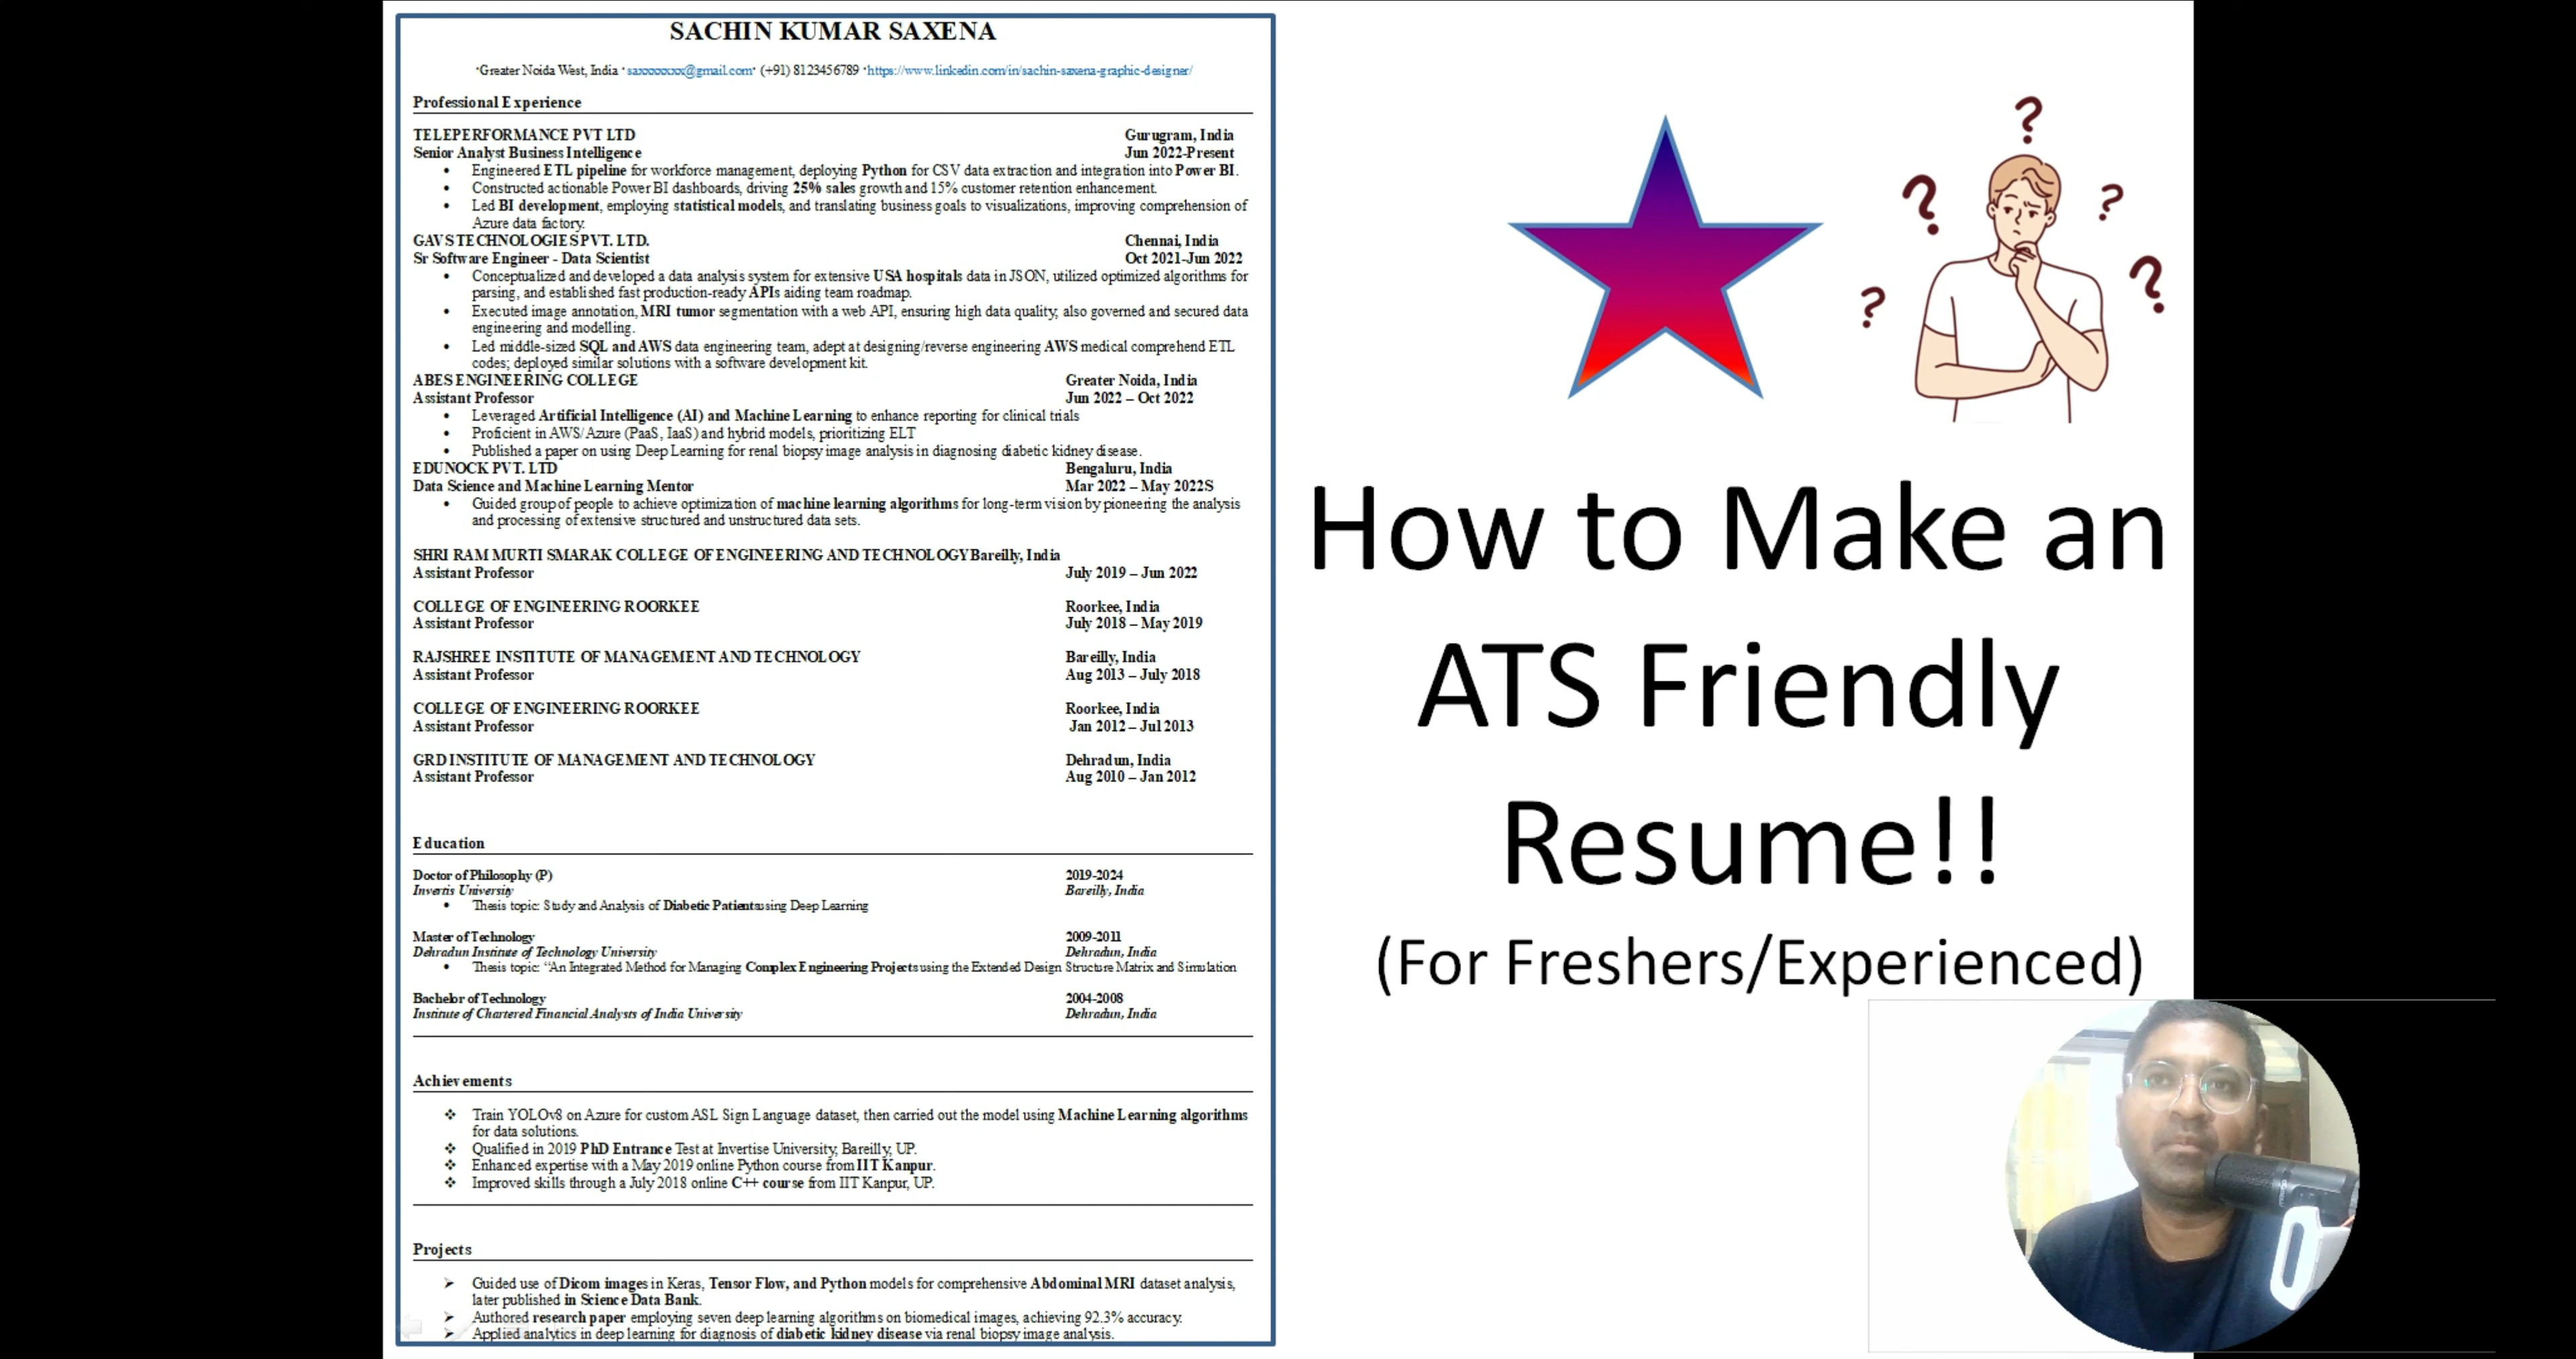 SACHIN KUMAR SAXENA
*Greater Noida West, India * saxxxxxxx@gmail.com* (+91) 8123456789 *https://www.linkedin.com/in/sachin-saxena-graphic-designer/
Professional Experience
TELEPERFORMANCE PVT LTD Gurugram, India
Senior Analyst Business Intelligence Jun 2022-Present
• Engineered ETL pipeline for workforce management, deploying Python for CSV data extraction and integration into Power BI.
• Constructed actionable Power BI dashboards, driving 25% sales growth and 15% customer retention enhancement.
• Led BI development, employing statistical models, and translating business goals to visualizations, improving comprehension of
Azure data factory.
GAVS TECHNOLOGIES PVT. LTD. Chennai, India
Sr Software Engineer - Data Scientist Oct 2021-Jun 2022
• Conceptualized and developed a data analysis system for extensive USA hospitals data in JSON, utilized optimized algorithms for
parsing, and established fast production-ready APIs aiding team roadmap.
• Executed image annotation, MRI tumor segmentation with a web API, ensuring high data quality; also governed and secured data
engineering and modelling.
• Led middle-sized SQL and AWS data engineering team, adept at designing/reverse engineering AWS medical comprehend ETL
codes; deployed similar solutions with a software development kit.
ABES ENGINEERING COLLEGE Greater Noida, India
Assistant Professor Jun 2022 – Oct 2022
• Leveraged Artificial Intelligence (AI) and Machine Learning to enhance reporting for clinical trials
• Proficient in AWS/Azure (PaaS, IaaS) and hybrid models, prioritizing ELT
• Published a paper on using Deep Learning for renal biopsy image analysis in diagnosing diabetic kidney disease.
EDUNOCK PVT. LTD Bengaluru, India
Data Science and Machine Learning Mentor Mar 2022 – May 2022S
• Guided group of people to achieve optimization of machine learning algorithms for long-term vision by pioneering the analysis
and processing of extensive structured and unstructured data sets.
SHRI RAM MURTI SMARAK COLLEGE OF ENGINEERING AND TECHNOLOGY Bareilly, India
Assistant Professor July 2019 – Jun 2022
COLLEGE OF ENGINEERING ROORKEE Roorkee, India
Assistant Professor July 2018 – May 2019
RAJSHREE INSTITUTE OF MANAGEMENT AND TECHNOLOGY Bareilly, India
Assistant Professor Aug 2013 – July 2018
COLLEGE OF ENGINEERING ROORKEE Roorkee, India
Assistant Professor Jan 2012 – Jul 2013
GRD INSTITUTE OF MANAGEMENT AND TECHNOLOGY Dehradun, India
Assistant Professor Aug 2010 – Jan 2012
Education
Doctor of Philosophy (P) 2019-2024
Invertis University Bareilly, India
• Thesis topic: Study and Analysis of Diabetic Patients using Deep Learning
Master of Technology 2009-2011
Dehradun Institute of Technology University Dehradun, India
• Thesis topic: “An Integrated Method for Managing Complex Engineering Projects using the Extended Design Structure Matrix and Simulation
Bachelor of Technology 2004-2008
Institute of Chartered Financial Analysts of India University Dehradun, India
Achievements
❖ Train YOLOv8 on Azure for custom ASL Sign Language dataset, then carried out the model using Machine Learning algorithms
for data solutions.
❖ Qualified in 2019 PhD Entrance Test at Invertise University, Bareilly, UP.
❖ Enhanced expertise with a May 2019 online Python course from IIT Kanpur.
❖ Improved skills through a July 2018 online C++ course from IIT Kanpur, UP.
Projects
➢ Guided use of Dicom images in Keras, Tensor Flow, and Python models for comprehensive Abdominal MRI dataset analysis,
later published in Science Data Bank.
➢ Authored research paper employing seven deep learning algorithms on biomedical images, achieving 92.3% accuracy.
➢ Applied analytics in deep learning for diagnosis of diabetic kidney disease via renal biopsy image analysis.
? ? ? ? ?
How to Make an
ATS Friendly
Resume!!
(For Freshers/Experienced)